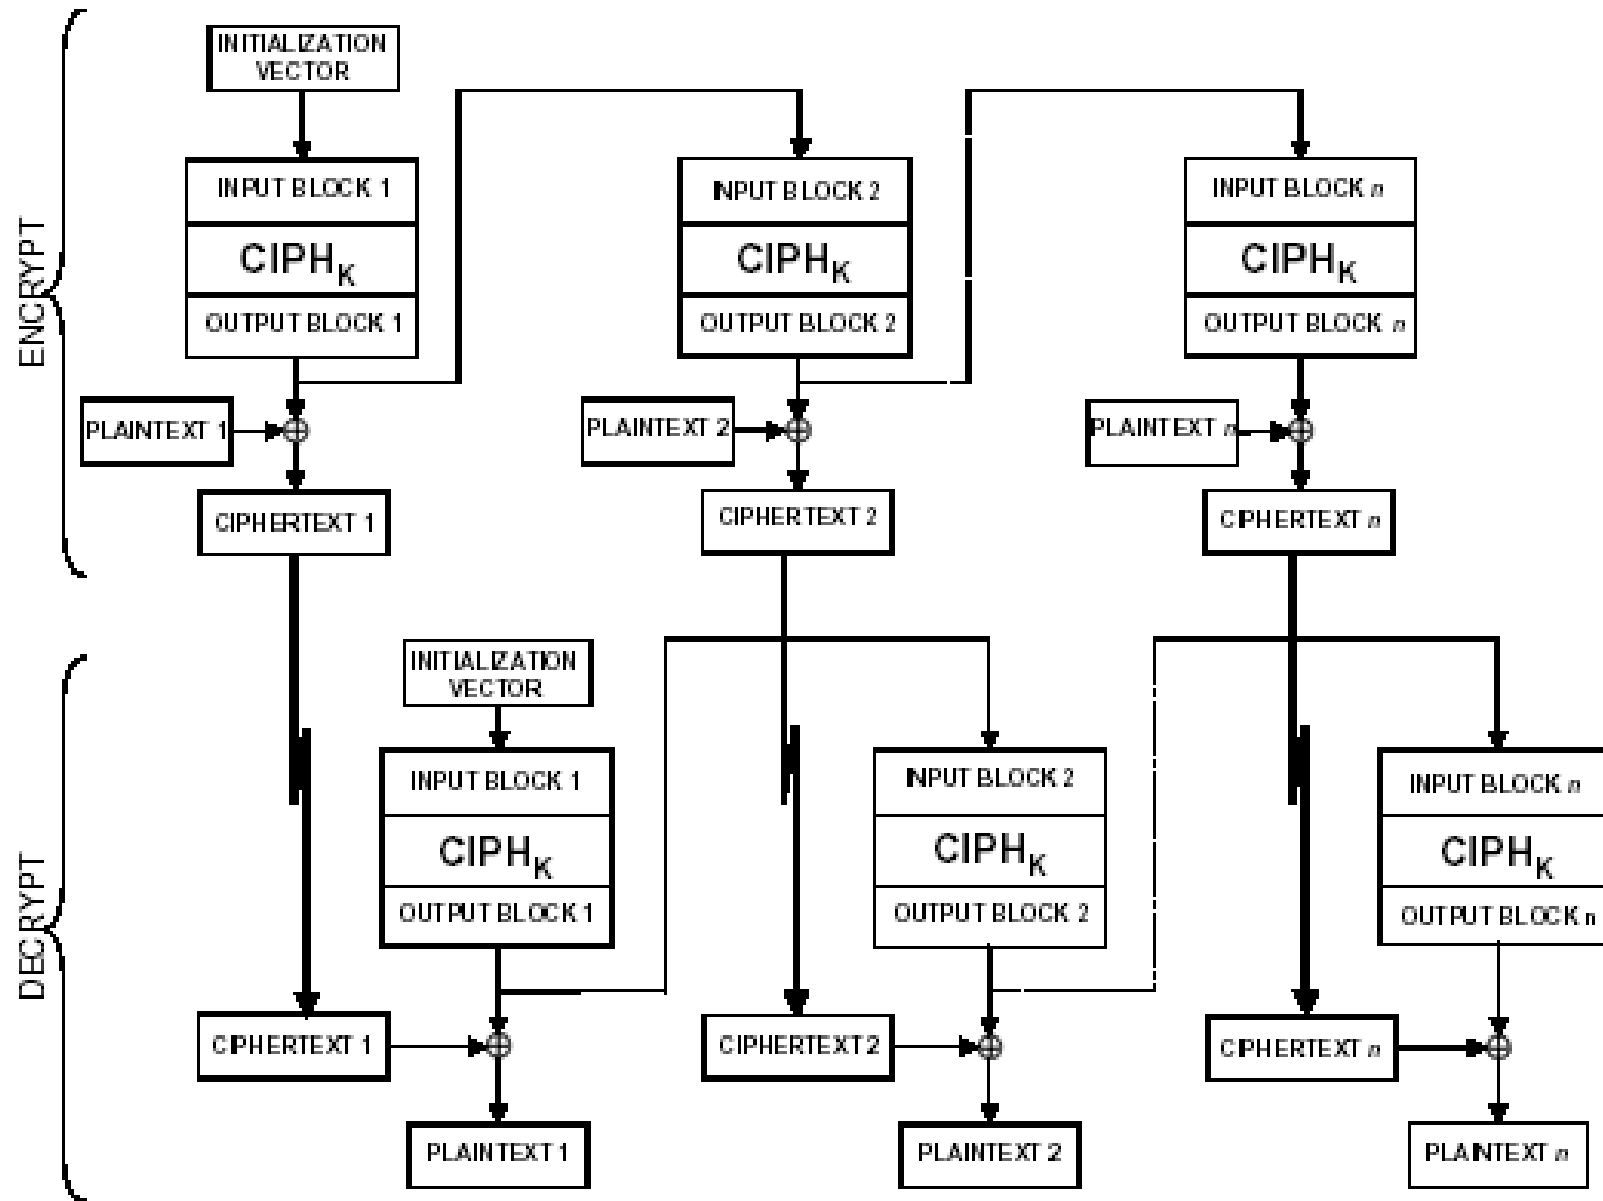 ENCRYPT
INITIALIZATION
VECTOR
INPUT BLOCK 1
INPUT BLOCK 2
INPUT BLOCK n
CIPHK
CIPHK
CIPHK
OUTPUT BLOCK 1
OUTPUT BLOCK 2
OUTPUT BLOCK n
PLAINTEXT 1
PLAINTEXT 2
PLAINTEXT n
CIPHERTEXT 1
CIPHERTEXT 2
CIPHERTEXT n
DECRYPT
INITIALIZATION
VECTOR
INPUT BLOCK 1
INPUT BLOCK 2
INPUT BLOCK n
CIPHK
CIPHK
CIPHK
OUTPUT BLOCK 1
OUTPUT BLOCK 2
OUTPUT BLOCK n
CIPHERTEXT 1
CIPHERTEXT 2
CIPHERTEXT n
PLAINTEXT 1
PLAINTEXT 2
PLAINTEXT n